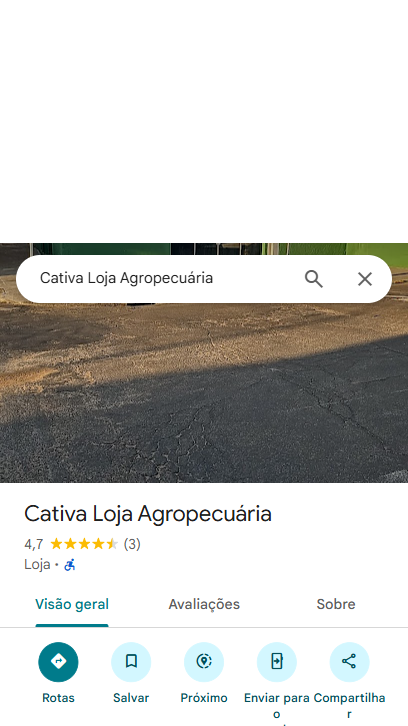 Cativa Loja Agropecuária
Cativa Loja Agropecuária
4,7 (3)
Loja ·
Visão geral Avaliações Sobre
Rotas Salvar Próximo Enviar para o Compartilhar